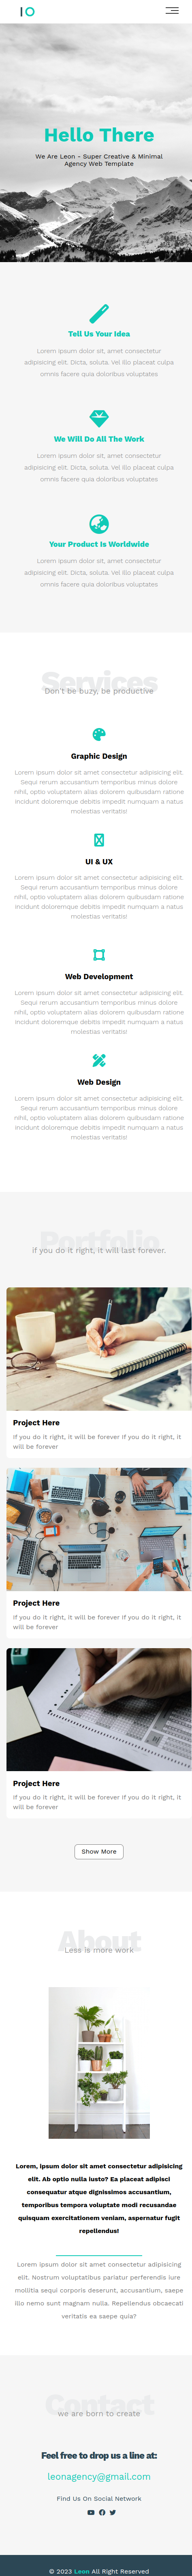 IO
Hello There
We Are Leon - Super Creative & Minimal
Agency Web Template
Tell Us Your Idea
Lorem ipsum dolor sit, amet consectetur
adipisicing elit. Dicta, soluta. Vel illo placeat culpa
omnis facere quia doloribus voluptates
We Will Do All The Work
Lorem ipsum dolor sit, amet consectetur
adipisicing elit. Dicta, soluta. Vel illo placeat culpa
omnis facere quia doloribus voluptates
Your Product Is Worldwide
Lorem ipsum dolor sit, amet consectetur
adipisicing elit. Dicta, soluta. Vel illo placeat culpa
omnis facere quia doloribus voluptates
Services
Don't be buzy, be productive
Graphic Design
Lorem ipsum dolor sit amet consectetur adipisicing elit.
Sequi rerum accusantium temporibus minus dolore
nihil, optio voluptatem alias dolorem quibusdam ratione
incidunt doloremque debitis impedit numquam a natus
molestias veritatis!
UI & UX
Lorem ipsum dolor sit amet consectetur adipisicing elit.
Sequi rerum accusantium temporibus minus dolore
nihil, optio voluptatem alias dolorem quibusdam ratione
incidunt doloremque debitis impedit numquam a natus
molestias veritatis!
Web Development
Lorem ipsum dolor sit amet consectetur adipisicing elit.
Sequi rerum accusantium temporibus minus dolore
nihil, optio voluptatem alias dolorem quibusdam ratione
incidunt doloremque debitis impedit numquam a natus
molestias veritatis!
Web Design
Lorem ipsum dolor sit amet consectetur adipisicing elit.
Sequi rerum accusantium temporibus minus dolore
nihil, optio voluptatem alias dolorem quibusdam ratione
incidunt doloremque debitis impedit numquam a natus
molestias veritatis!
Portfolio
if you do it right, it will last forever.
Project Here
If you do it right, it will be forever If you do it right, it
will be forever
Project Here
If you do it right, it will be forever If you do it right, it
will be forever
Project Here
If you do it right, it will be forever If you do it right, it
will be forever
Show More
About
Less is more work
Lorem, ipsum dolor sit amet consectetur adipisicing
elit. Ab optio nulla iusto? Ea placeat adipisci
consequatur atque dignissimos accusantium,
temporibus tempora voluptate modi recusandae
quisquam exercitationem veniam, aspernatur fugit
repellendus!
Lorem ipsum dolor sit amet consectetur adipisicing
elit. Nostrum voluptatibus pariatur perferendis iure
mollitia sequi corporis deserunt, accusantium, saepe
illo nemo sunt magnam nulla. Repellendus obcaecati
veritatis ea saepe quia?
Contact
we are born to create
Feel free to drop us a line at:
leonagency@gmail.com
Find Us On Social Network
© 2023 Leon All Right Reserved